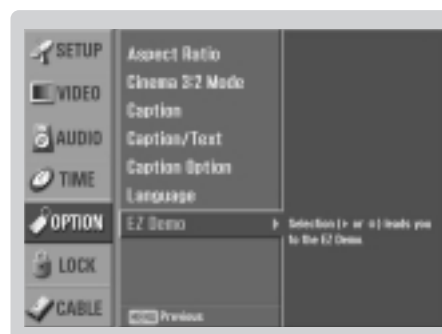 SETUP
VIDEO
AUDIO
TIME
OPTION
LOCK
CABLE
Aspect Ratio
Cinema 3:2 Mode
Caption
Caption/Text
Caption Option
Language
EZ Demo
Selection ( or ) leads you
to the EZ Demo.
MENU Previous